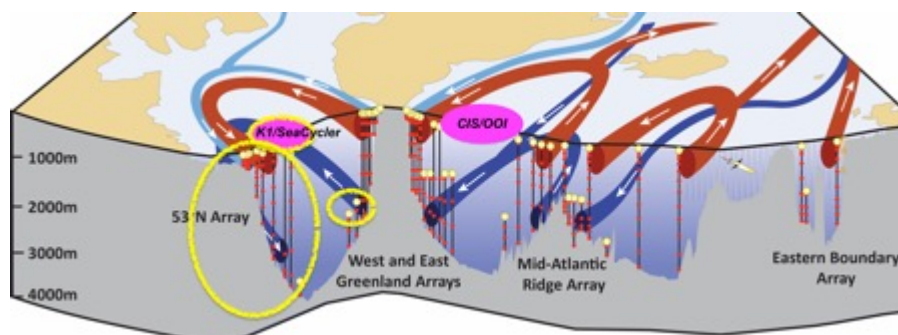 K1/SeaCycler
CIS/OOI
1000m
2000m
3000m
4000m
53°N Array
West and East
Greenland Arrays
Mid-Atlantic
Ridge Array
Eastern Boundary
Array